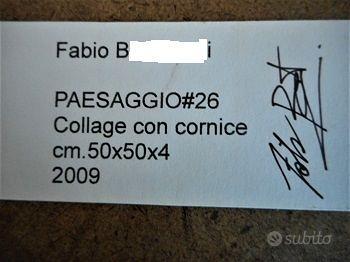 Fabio B i
PAESAGGIO#26
Collage con cornice
cm.50x50x4
2009
subito